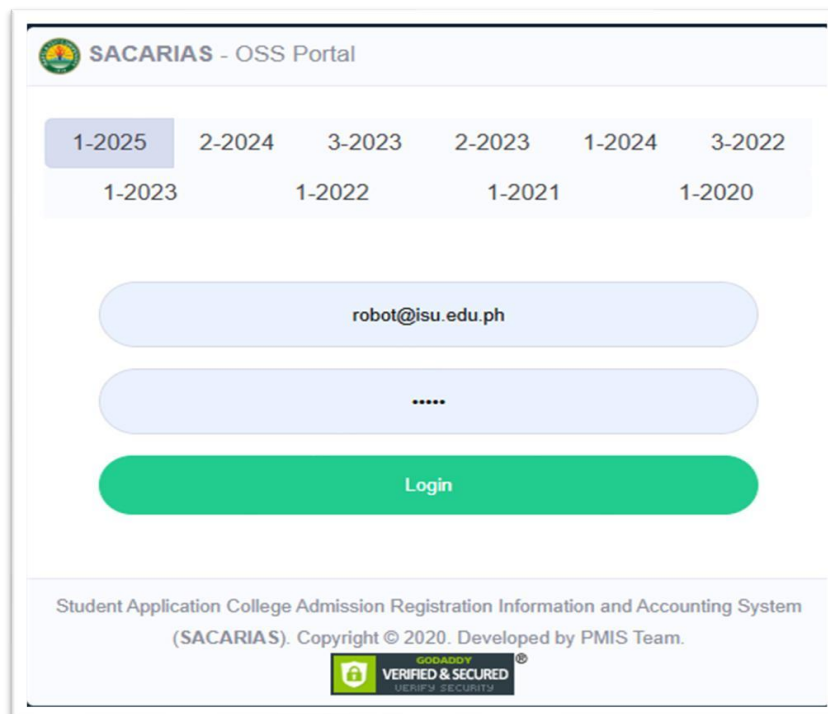 SACARIAS - OSS Portal
1-2025 2-2024 3-2023 2-2023 1-2024 3-2022
1-2023 1-2022 1-2021 1-2020
robot@isu.edu.ph
•••••
Login
Student Application College Admission Registration Information and Accounting System
(SACARIAS). Copyright © 2020. Developed by PMIS Team.
GODADDY
VERIFIED & SECURED
VERIFY SECURITY
®